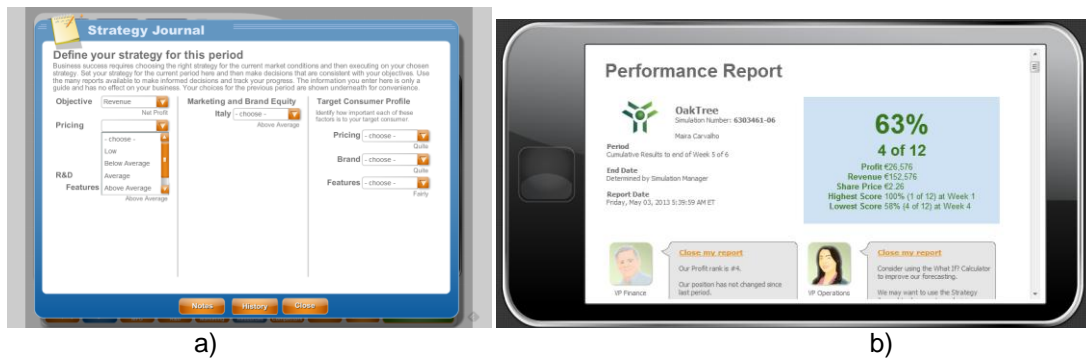 Strategy Journal
Define your strategy for this period
Business success requires choosing the right strategy for the current market conditions and then executing on your chosen
strategy. Set your strategy for the current period here and then make decisions that are consistent with your objectives. Use
the many reports available to make informed decisions and track your progress. The information you enter here is only a
guide and has no effect on your business. Your choices for the previous period are shown underneath for convenience.
Objective Revenue
Net Profit
Pricing
- choose -
Low
Below Average
Average
Above Average
R&D
Features
Above Average
Marketing and Brand Equity
Italy - choose -
Above Average
Target Consumer Profile
Identify how important each of these
factors is to your target consumer.
Pricing - choose -
Quite
Brand - choose -
Quite
Features - choose -
Fairly
Notes History Close
a)
Performance Report
OakTree
Simulation Number: 6303461-06
Maira Carvalho
Period
Cumulative Results to end of Week 5 of 6
End Date
Determined by Simulation Manager
Report Date
Friday, May 03, 2013 5:39:59 AM ET
63%
4 of 12
Profit €26,576
Revenue €152,576
Share Price €2.26
Highest Score 100% (1 of 12) at Week 1
Lowest Score 58% (4 of 12) at Week 4
VP Finance
Close my report
Our Profit rank is #4.
Our position has not changed since
last period.
VP Operations
Close my report
Consider using the What If? Calculator
to improve our forecasting.
We may want to use the Strategy
b)